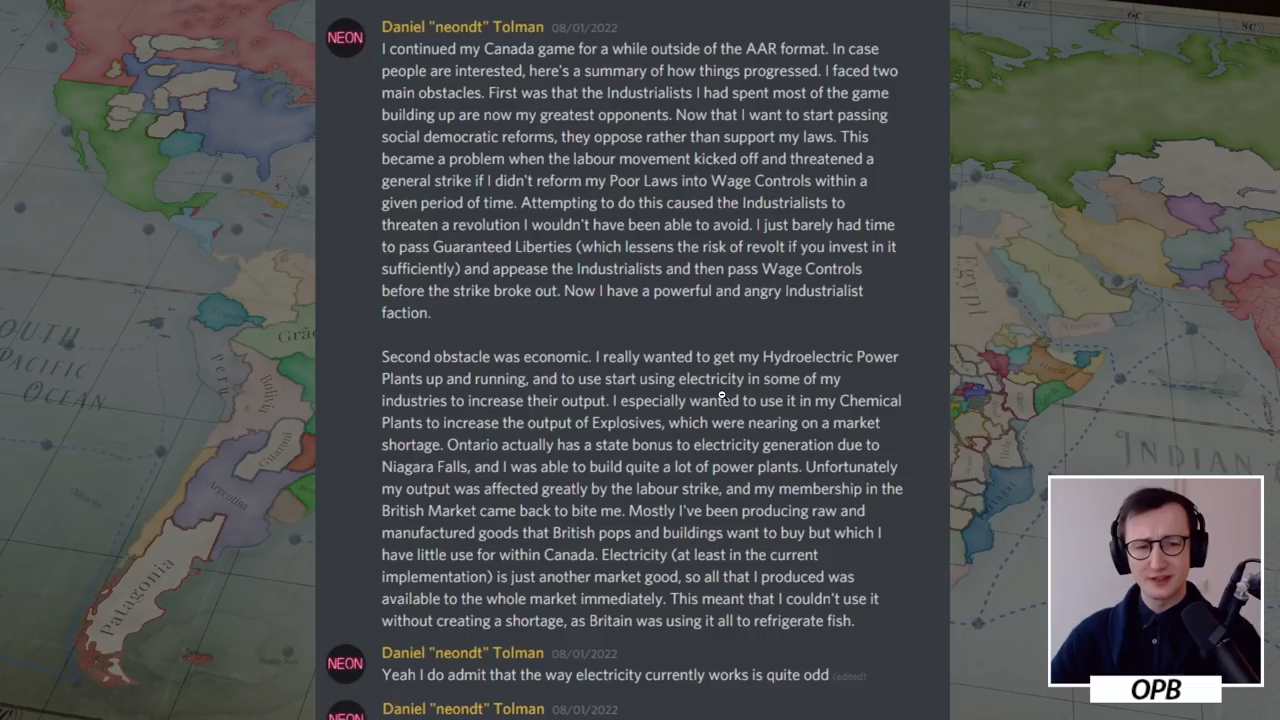 Daniel "neondt" Tolman 08/01/2022
NEON
I continued my Canada game for a while outside of the AAR format. In case
people are interested, here's a summary of how things progressed. I faced two
main obstacles. First was that the Industrialists I had spent most of the game
building up are now my greatest opponents. Now that I want to start passing
social democratic reforms, they oppose rather than support my laws. This
became a problem when the labour movement kicked off and threatened a
general strike if I didn't reform my Poor Laws into Wage Controls within a
given period of time. Attempting to do this caused the Industrialists to
threaten a revolution I wouldn't have been able to avoid. I just barely had time
to pass Guaranteed Liberties (which lessens the risk of revolt if you invest in it
sufficiently) and appease the Industrialists and then pass Wage Controls
before the strike broke out. Now I have a powerful and angry Industrialist
faction.
Second obstacle was economic. I really wanted to get my Hydroelectric Power
Plants up and running, and to use start using electricity in some of my
industries to increase their output. I especially wanted to use it in my Chemical
Plants to increase the output of Explosives, which were nearing on a market
shortage. Ontario actually has a state bonus to electricity generation due to
Niagara Falls, and I was able to build quite a lot of power plants. Unfortunately
my output was affected greatly by the labour strike, and my membership in the
British Market came back to bite me. Mostly I've been producing raw and
manufactured goods that British pops and buildings want to buy but which I
have little use for within Canada. Electricity (at least in the current
implementation) is just another market good, so all that I produced was
available to the whole market immediately. This meant that I couldn't use it
without creating a shortage, as Britain was using it all to refrigerate fish.
Daniel "neondt" Tolman 08/01/2022
NEON
Yeah I do admit that the way electricity currently works is quite odd (edited)
Daniel "neondt" Tolman 08/01/2022
NEON
SOUTH
PACIFIC
OCEAN
Peru
Bolivia
Grão
Guarani
Argentina
Patagonia
Egypt
Yemen
INDIAN
OPB